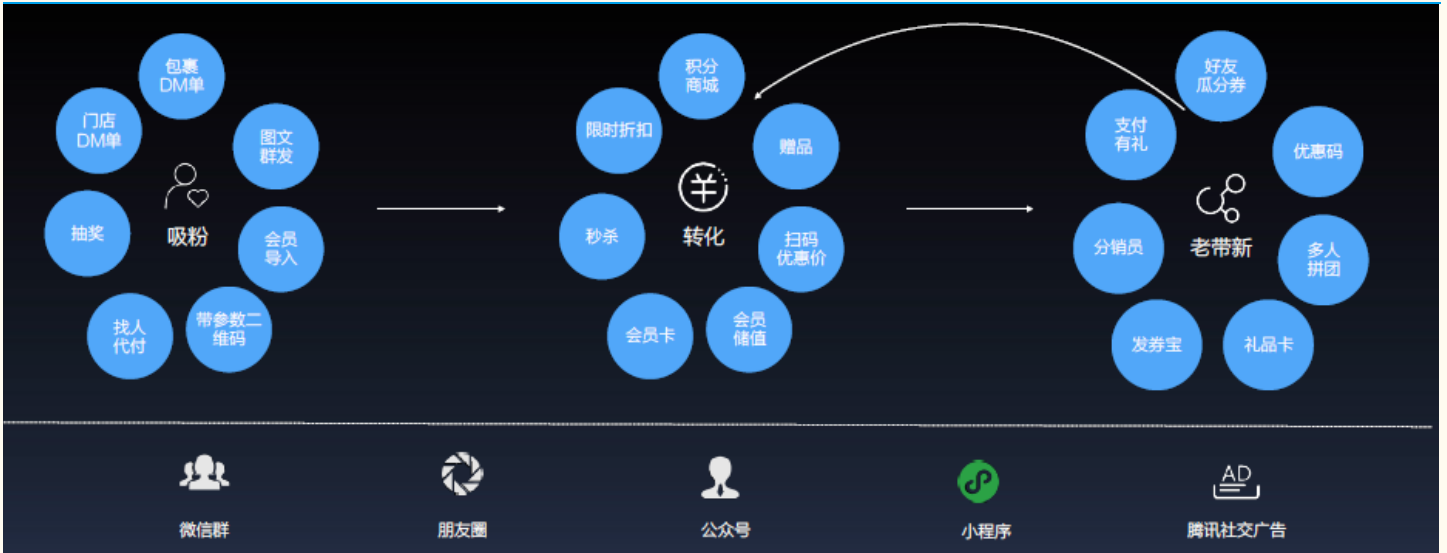 包裹
DM单
门店
DM单
图文
群发
抽奖
吸粉
会员
导入
找人
代付
带参数二
维码
积分
商城
限时折扣
赠品
秒杀
转化
扫码
优惠价
会员卡
会员
储值
好友
瓜分券
支付
有礼
优惠码
分销员
老带新
多人
拼团
发券宝
礼品卡
微信群
朋友圈
公众号
小程序
AD
腾讯社交广告